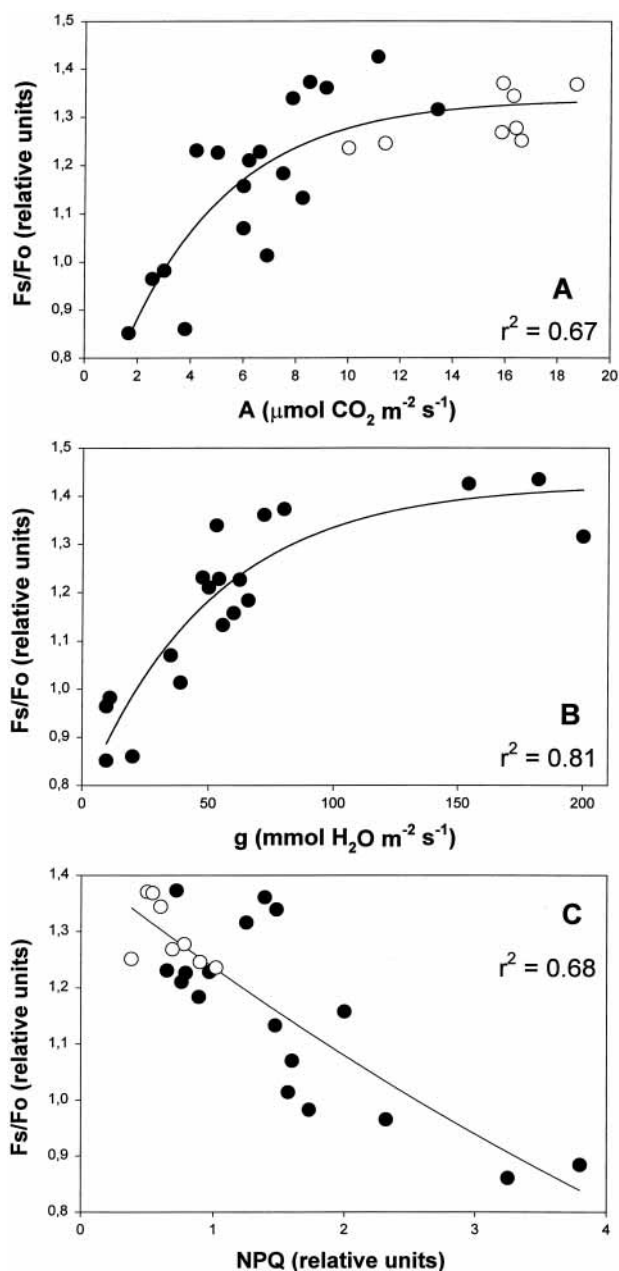 1,5
1,4
1,3
1,2
1,1
1,0
0,9
0,8
Fs/Fo (relative units)
A
r² = 0.67
0 2 4 6 8 10 12 14 16 18 20
A (μmol CO₂ m⁻² s⁻¹)
1,5
1,4
1,3
1,2
1,1
1,0
0,9
0,8
Fs/Fo (relative units)
B
r² = 0.81
0 50 100 150 200
g (mmol H₂O m⁻² s⁻¹)
1,4
1,3
1,2
1,1
1,0
0,9
0,8
Fs/Fo (relative units)
C
r² = 0.68
0 1 2 3 4
NPQ (relative units)